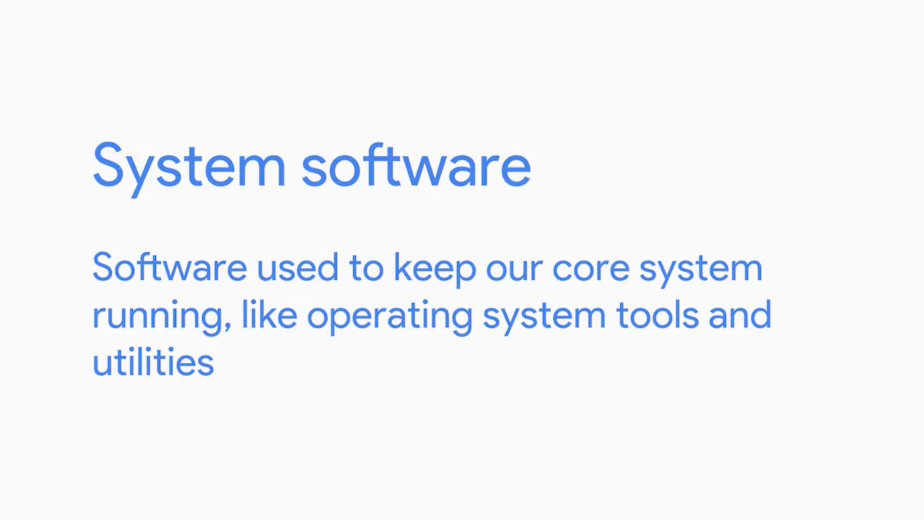 System software
Software used to keep our core system
running, like operating system tools and
utilities